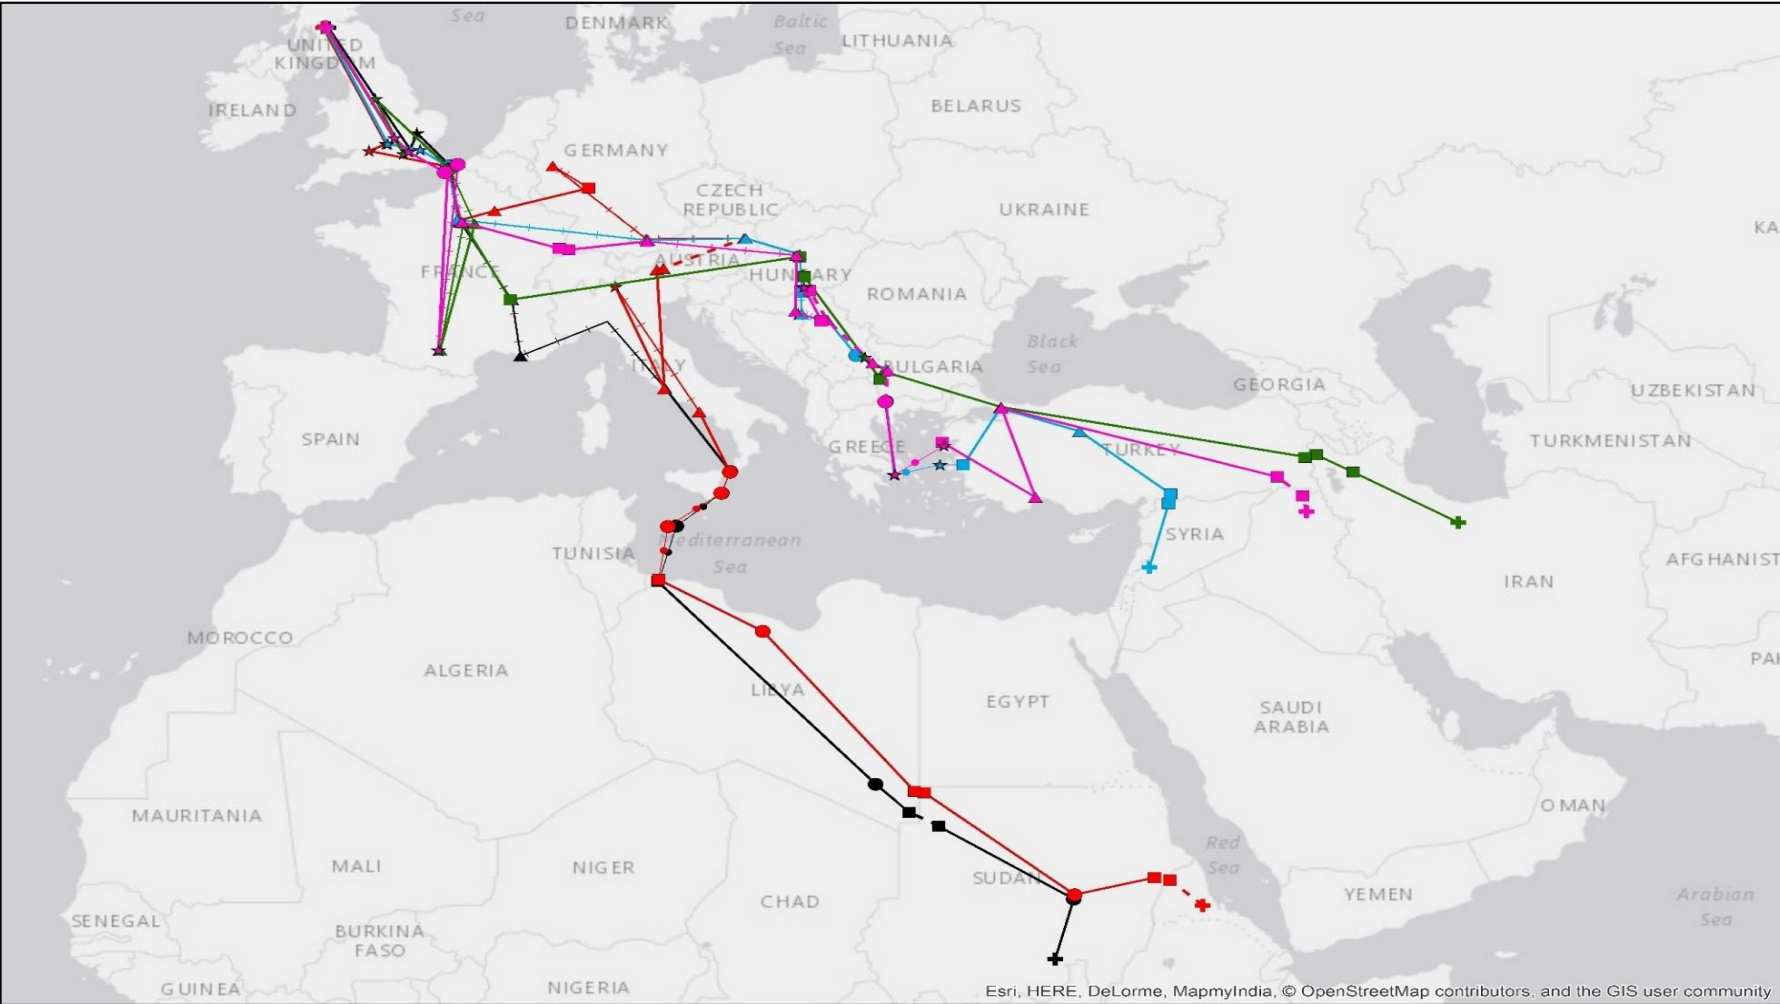 Sea
DENMARK
Baltic
Sea
LITHUANIA
UNITED
KINGDOM
IRELAND
BELARUS
GERMANY
CZECH
REPUBLIC
UKRAINE
KA
FRANCE
AUSTRIA
HUNGARY
ROMANIA
ITALY
BULGARIA
Black
Sea
GEORGIA
UZBEKISTAN
SPAIN
GREECE
TURKEY
TURKMENISTAN
TUNISIA
Mediterranean
Sea
SYRIA
IRAN
AFGHANIST
MOROCCO
ALGERIA
LIBYA
EGYPT
SAUDI
ARABIA
PAK
MAURITANIA
MALI
NIGER
CHAD
SUDAN
Red
Sea
OMAN
YEMEN
Arabian
Sea
SENEGAL
BURKINA
FASO
GUINEA
NIGERIA
Esri, HERE, DeLorme, MapmyIndia, © OpenStreetMap contributors, and the GIS user community